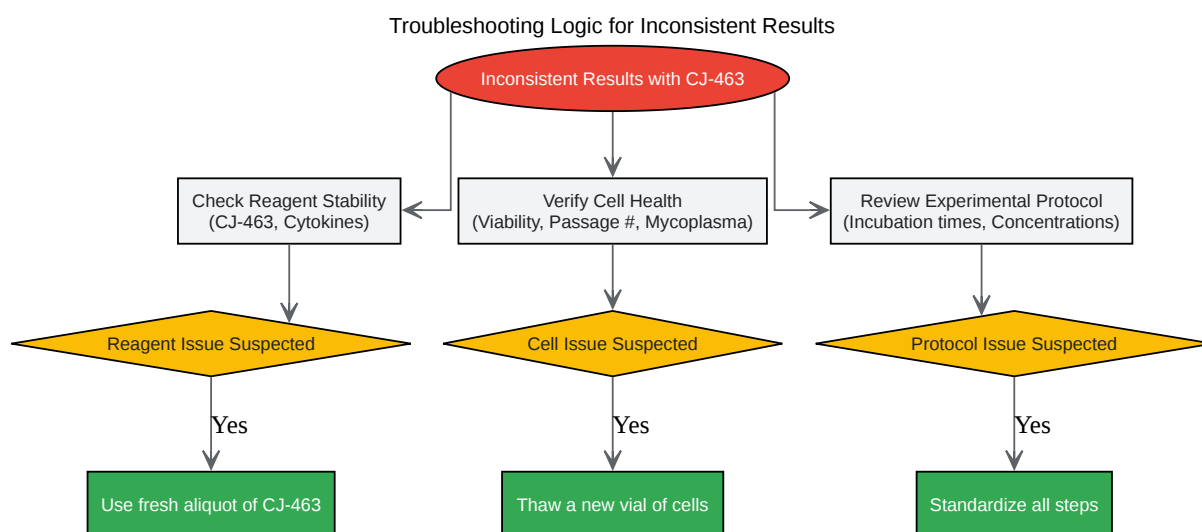 Troubleshooting Logic for Inconsistent Results
Inconsistent Results with CJ-463
Check Reagent Stability
(CJ-463, Cytokines)
Verify Cell Health
(Viability, Passage #, Mycoplasma)
Review Experimental Protocol
(Incubation times, Concentrations)
Reagent Issue Suspected
Cell Issue Suspected
Protocol Issue Suspected
Yes
Yes
Yes
Use fresh aliquot of CJ-463
Thaw a new vial of cells
Standardize all steps